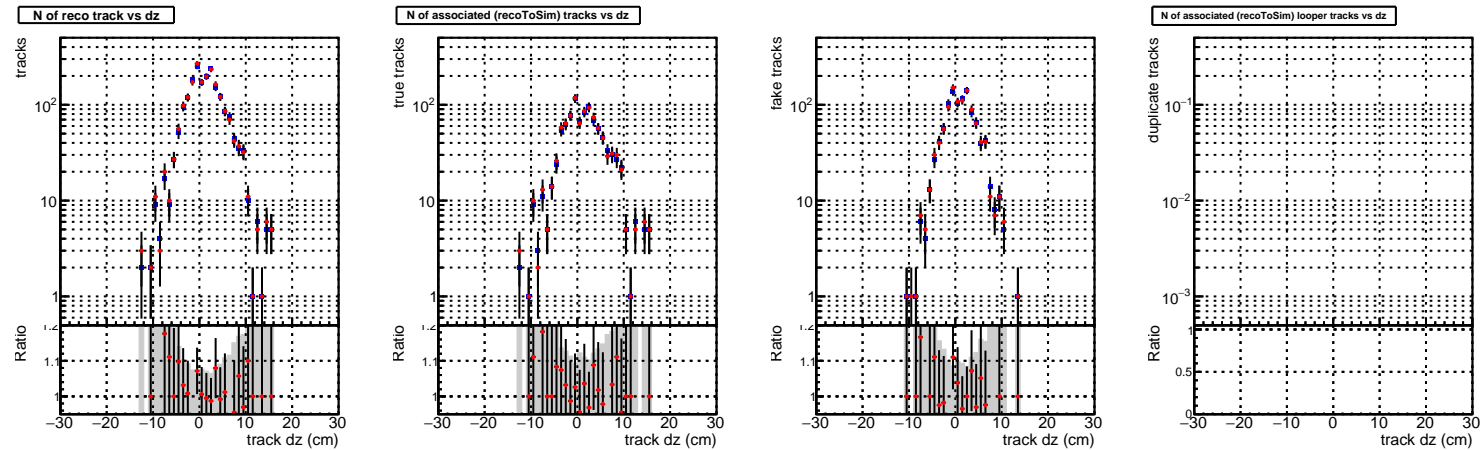 N of reco track vs dz
tracks
10²
10
1
Ratio
1.2
1.1
1
−30 −20 −10 0 10 20 30
track dz (cm)
N of associated (recoToSim) tracks vs dz
true tracks
10²
10
1
Ratio
1.2
1.1
1
−30 −20 −10 0 10 20 30
track dz (cm)
fake tracks
10²
10
1
Ratio
1.2
1.1
1
−30 −20 −10 0 10 20 30
track dz (cm)
N of associated (recoToSim) looper tracks vs dz
duplicate tracks
10⁻¹
10⁻²
10⁻³
Ratio
1
0.5
0
−30 −20 −10 0 10 20 30
track dz (cm)